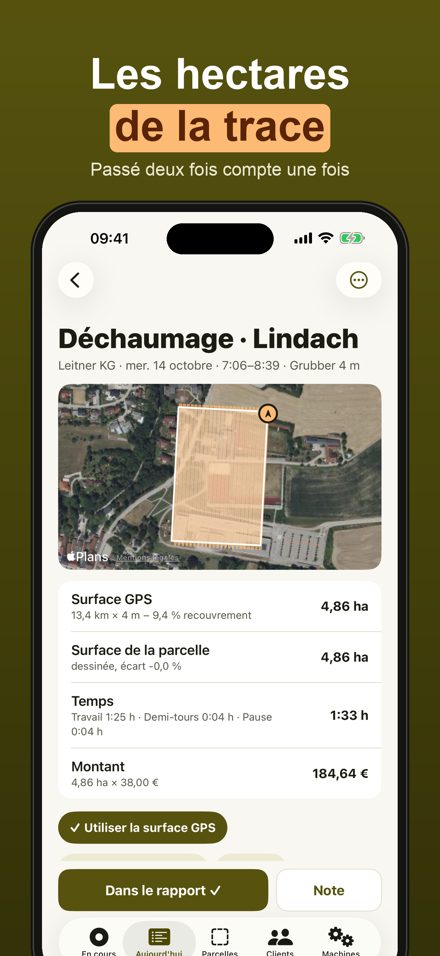 Les hectares
de la trace
Passé deux fois compte une fois
09:41
Déchaumage · Lindach
Leitner KG · mer. 14 octobre · 7:06–8:39 · Grubber 4 m
Plans Mentions légales
Surface GPS
13,4 km × 4 m – 9,4 % recouvrement
4,86 ha
Surface de la parcelle
dessinée, écart -0,0 %
4,86 ha
Temps
Travail 1:25 h · Demi-tours 0:04 h · Pause
0:04 h
1:33 h
Montant
4,86 ha × 38,00 €
184,64 €
✓ Utiliser la surface GPS
Dans le rapport ✓
Note
En cours
Aujourd'hui
Parcelles
Clients
Machines